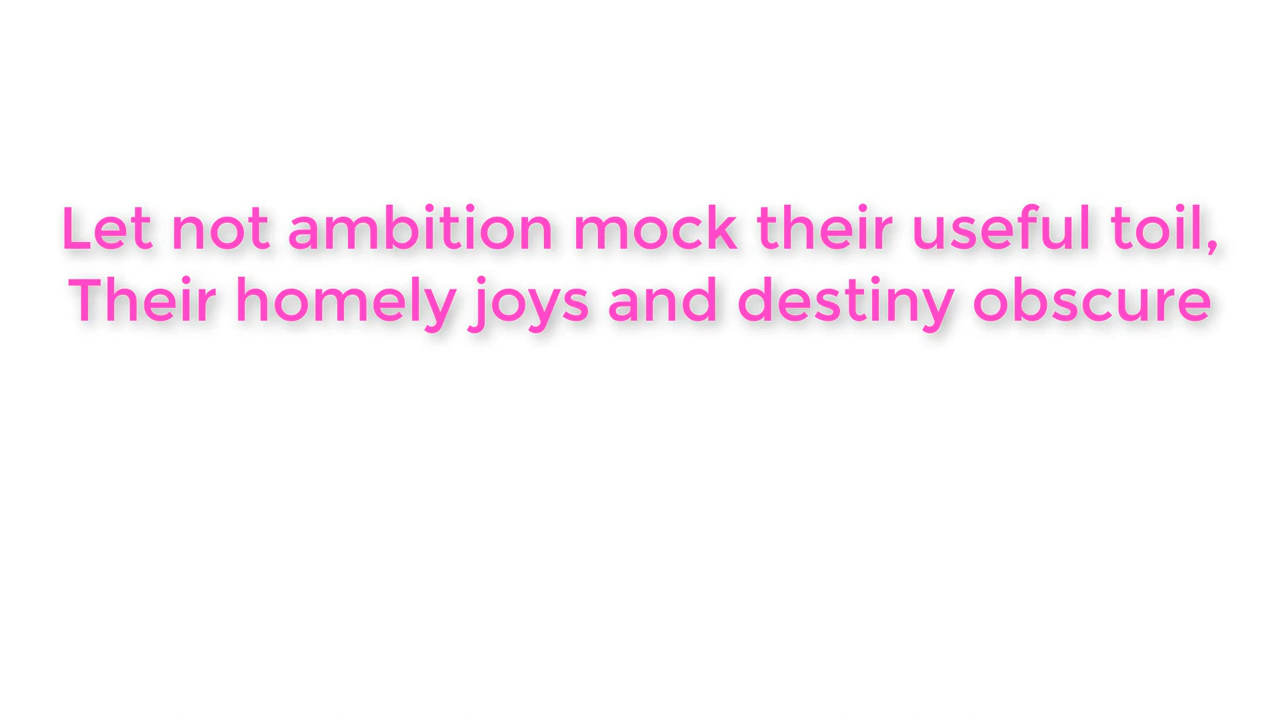 Let not ambition mock their useful toil,
Their homely joys and destiny obscure